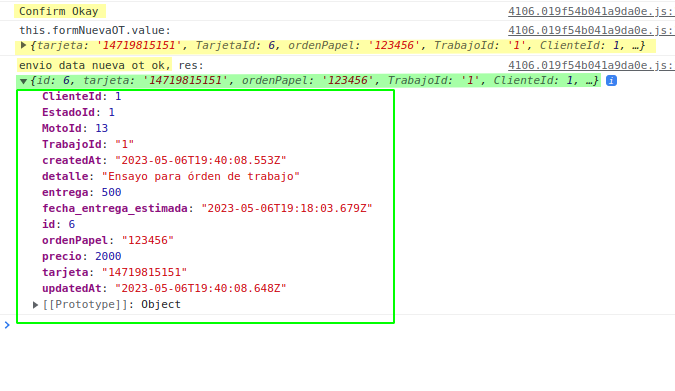 Confirm Okay 4106.019f54b041a9da0e.js:
this.formNuevaOT.value: 4106.019f54b041a9da0e.js:
{tarjeta: '14719815151', TarjetaId: 6, ordenPapel: '123456', TrabajoId: '1', ClienteId: 1, …}
envio data nueva ot ok, res: 4106.019f54b041a9da0e.js:
{id: 6, tarjeta: '14719815151', ordenPapel: '123456', TrabajoId: '1', ClienteId: 1, …} i
ClienteId: 1
EstadoId: 1
MotoId: 13
TrabajoId: "1"
createdAt: "2023-05-06T19:40:08.553Z"
detalle: "Ensayo para órden de trabajo"
entrega: 500
fecha_entrega_estimada: "2023-05-06T19:18:03.679Z"
id: 6
ordenPapel: "123456"
precio: 2000
tarjeta: "14719815151"
updatedAt: "2023-05-06T19:40:08.648Z"
[[Prototype]]: Object